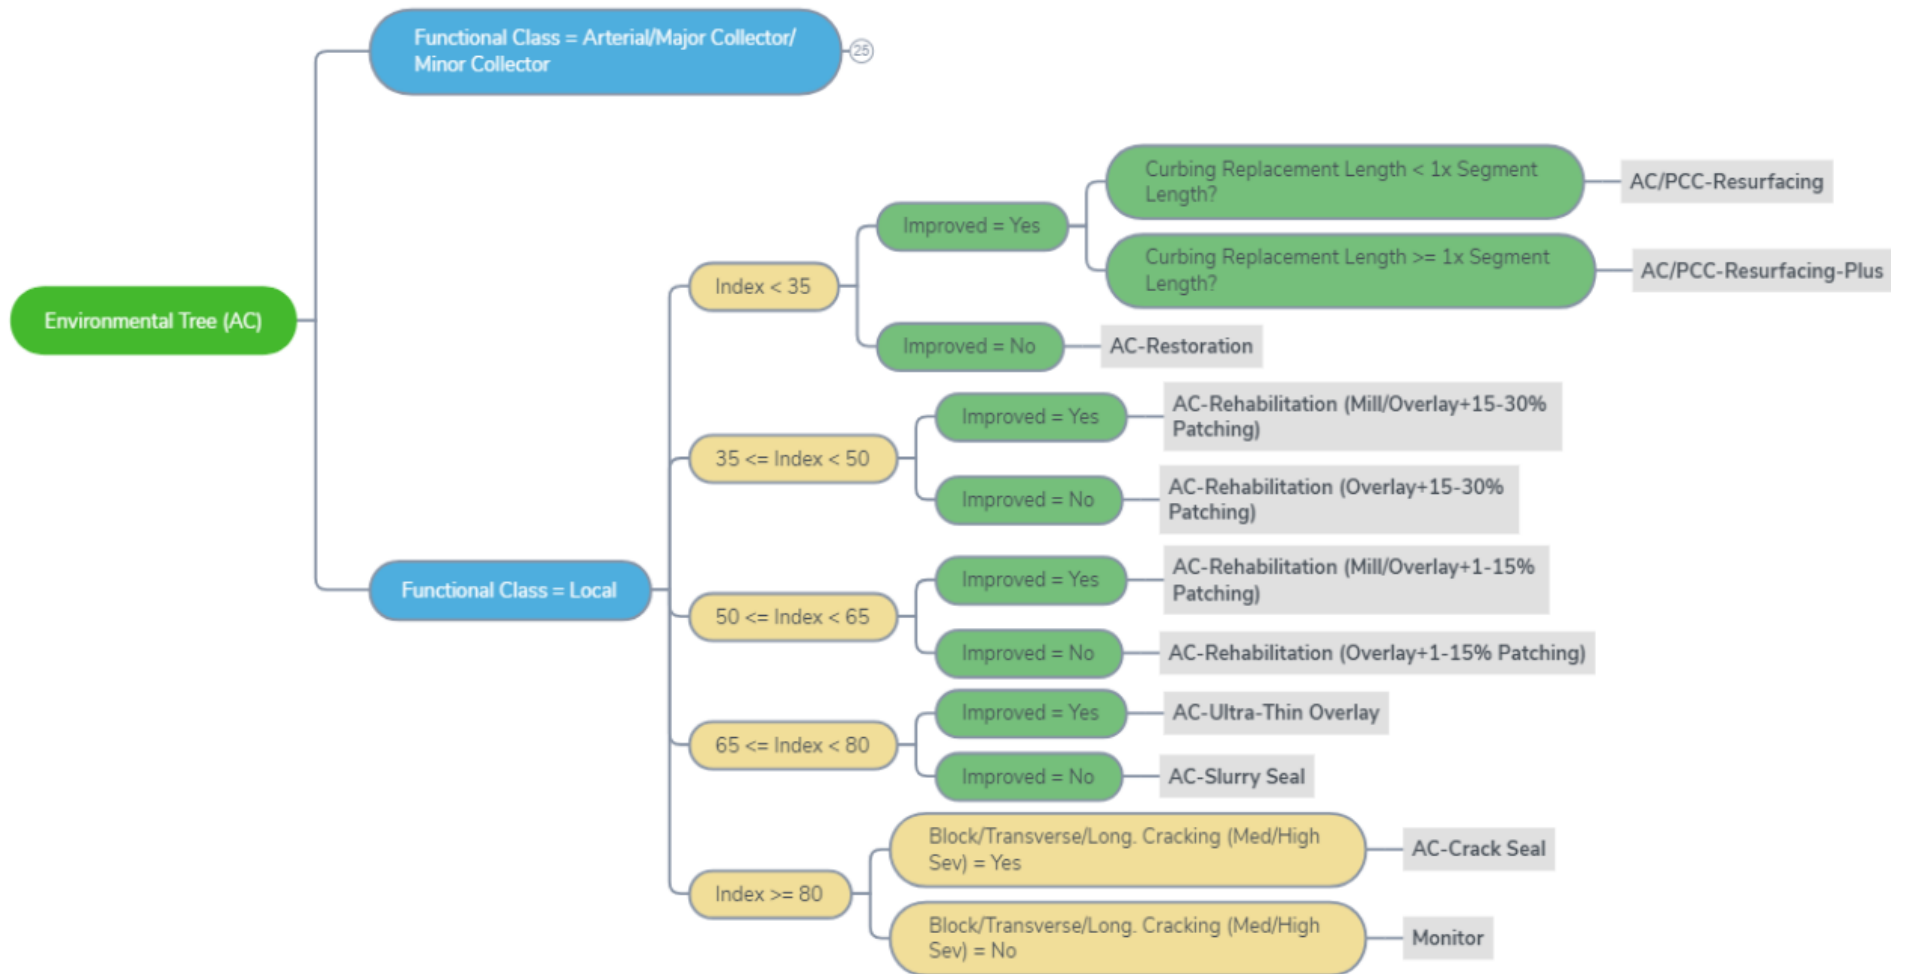 Environmental Tree (AC)
Functional Class = Arterial/Major Collector/
Minor Collector
25
Functional Class = Local
Index < 35
Improved = Yes
Curbing Replacement Length < 1x Segment
Length?
AC/PCC-Resurfacing
Curbing Replacement Length >= 1x Segment
Length?
AC/PCC-Resurfacing-Plus
Improved = No
AC-Restoration
35 <= Index < 50
Improved = Yes
AC-Rehabilitation (Mill/Overlay+15-30%
Patching)
Improved = No
AC-Rehabilitation (Overlay+15-30%
Patching)
50 <= Index < 65
Improved = Yes
AC-Rehabilitation (Mill/Overlay+1-15%
Patching)
Improved = No
AC-Rehabilitation (Overlay+1-15% Patching)
65 <= Index < 80
Improved = Yes
AC-Ultra-Thin Overlay
Improved = No
AC-Slurry Seal
Index >= 80
Block/Transverse/Long. Cracking (Med/High
Sev) = Yes
AC-Crack Seal
Block/Transverse/Long. Cracking (Med/High
Sev) = No
Monitor